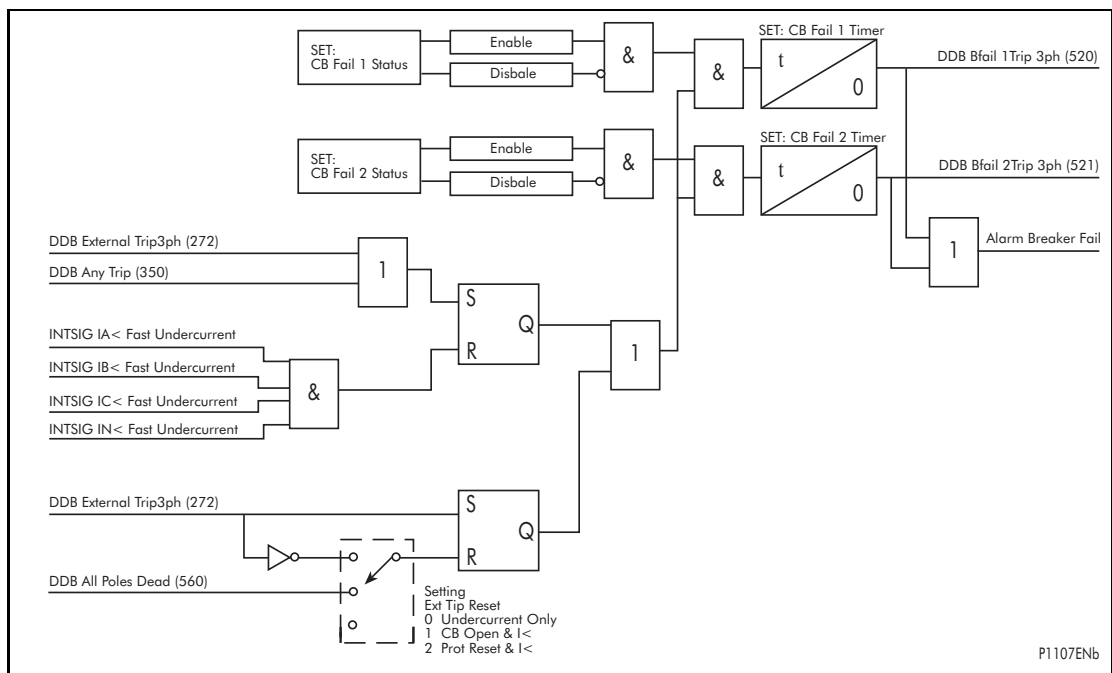 SET: CB Fail 1 Timer
SET:
CB Fail 1 Status
Enable
Disbale
&
&
t
0
DDB Bfail 1Trip 3ph (520)
SET: CB Fail 2 Timer
SET:
CB Fail 2 Status
Enable
Disbale
&
&
t
0
DDB Bfail 2Trip 3ph (521)
1
Alarm Breaker Fail
DDB External Trip3ph (272)
DDB Any Trip (350)
1
S
Q
R
INTSIG IA< Fast Undercurrent
INTSIG IB< Fast Undercurrent
INTSIG IC< Fast Undercurrent
INTSIG IN< Fast Undercurrent
&
1
DDB External Trip3ph (272)
S
Q
R
DDB All Poles Dead (560)
Setting
Ext Tip Reset
0 Undercurrent Only
1 CB Open & I<
2 Prot Reset & I<
P1107ENb